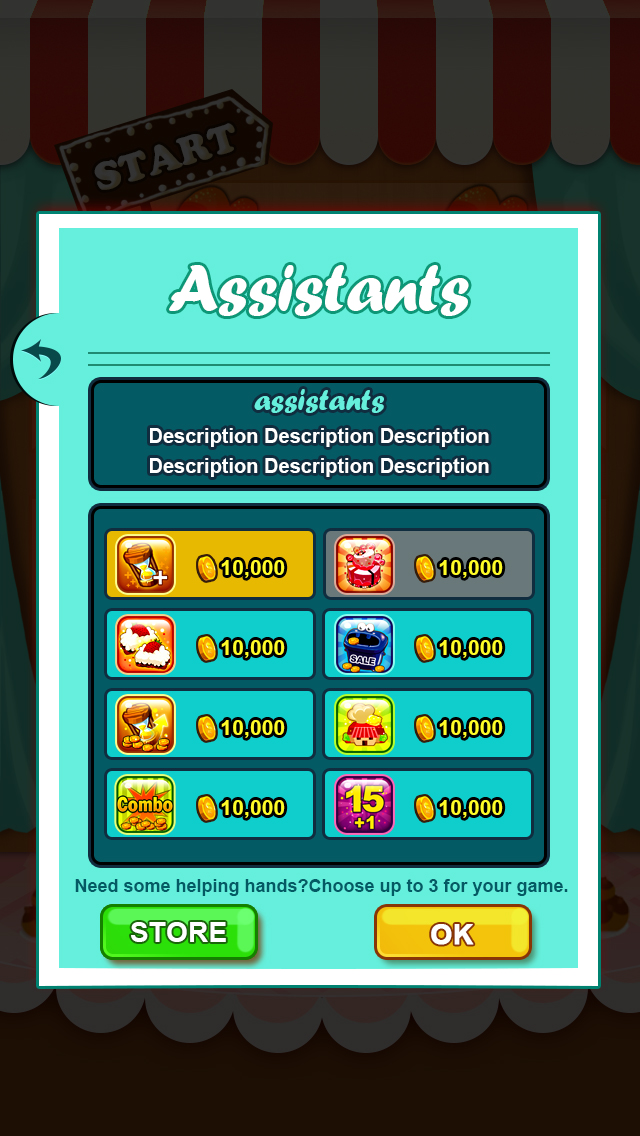 START
Assistants
assistants
Description Description Description
Description Description Description
+ 10,000
10,000
10,000
SALE 10,000
10,000
10,000
Combo 10,000
15 +1 10,000
Need some helping hands?Choose up to 3 for your game.
STORE
OK